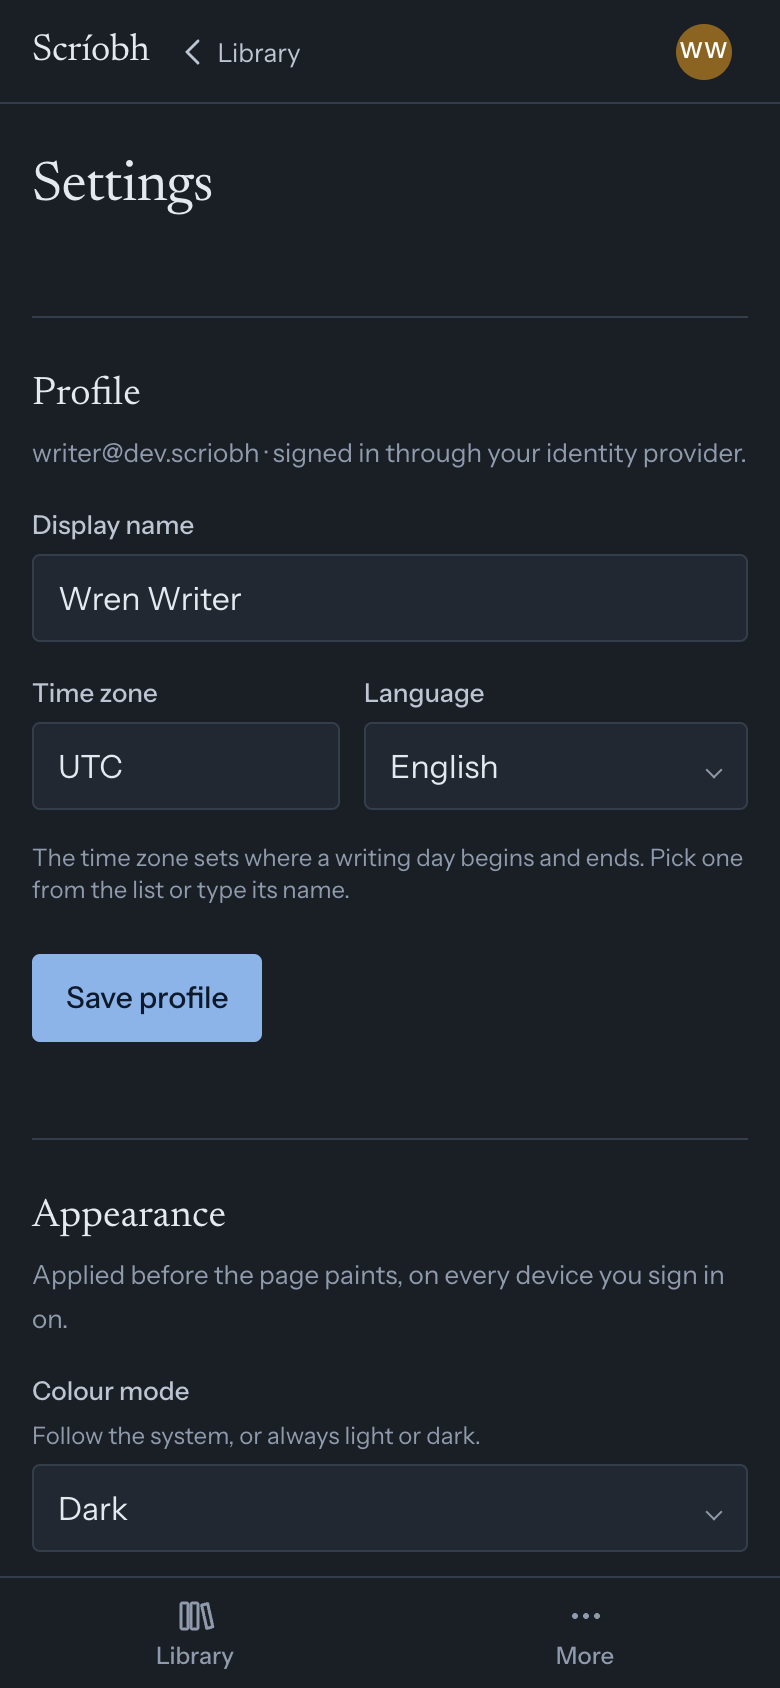 Scríobh
Library
WW
Settings
Profile
writer@dev.scriobh · signed in through your identity provider.
Display name
Wren Writer
Time zone
Language
UTC
English
The time zone sets where a writing day begins and ends. Pick one
from the list or type its name.
Save profile
Appearance
Applied before the page paints, on every device you sign in
on.
Colour mode
Follow the system, or always light or dark.
Dark
Library
More